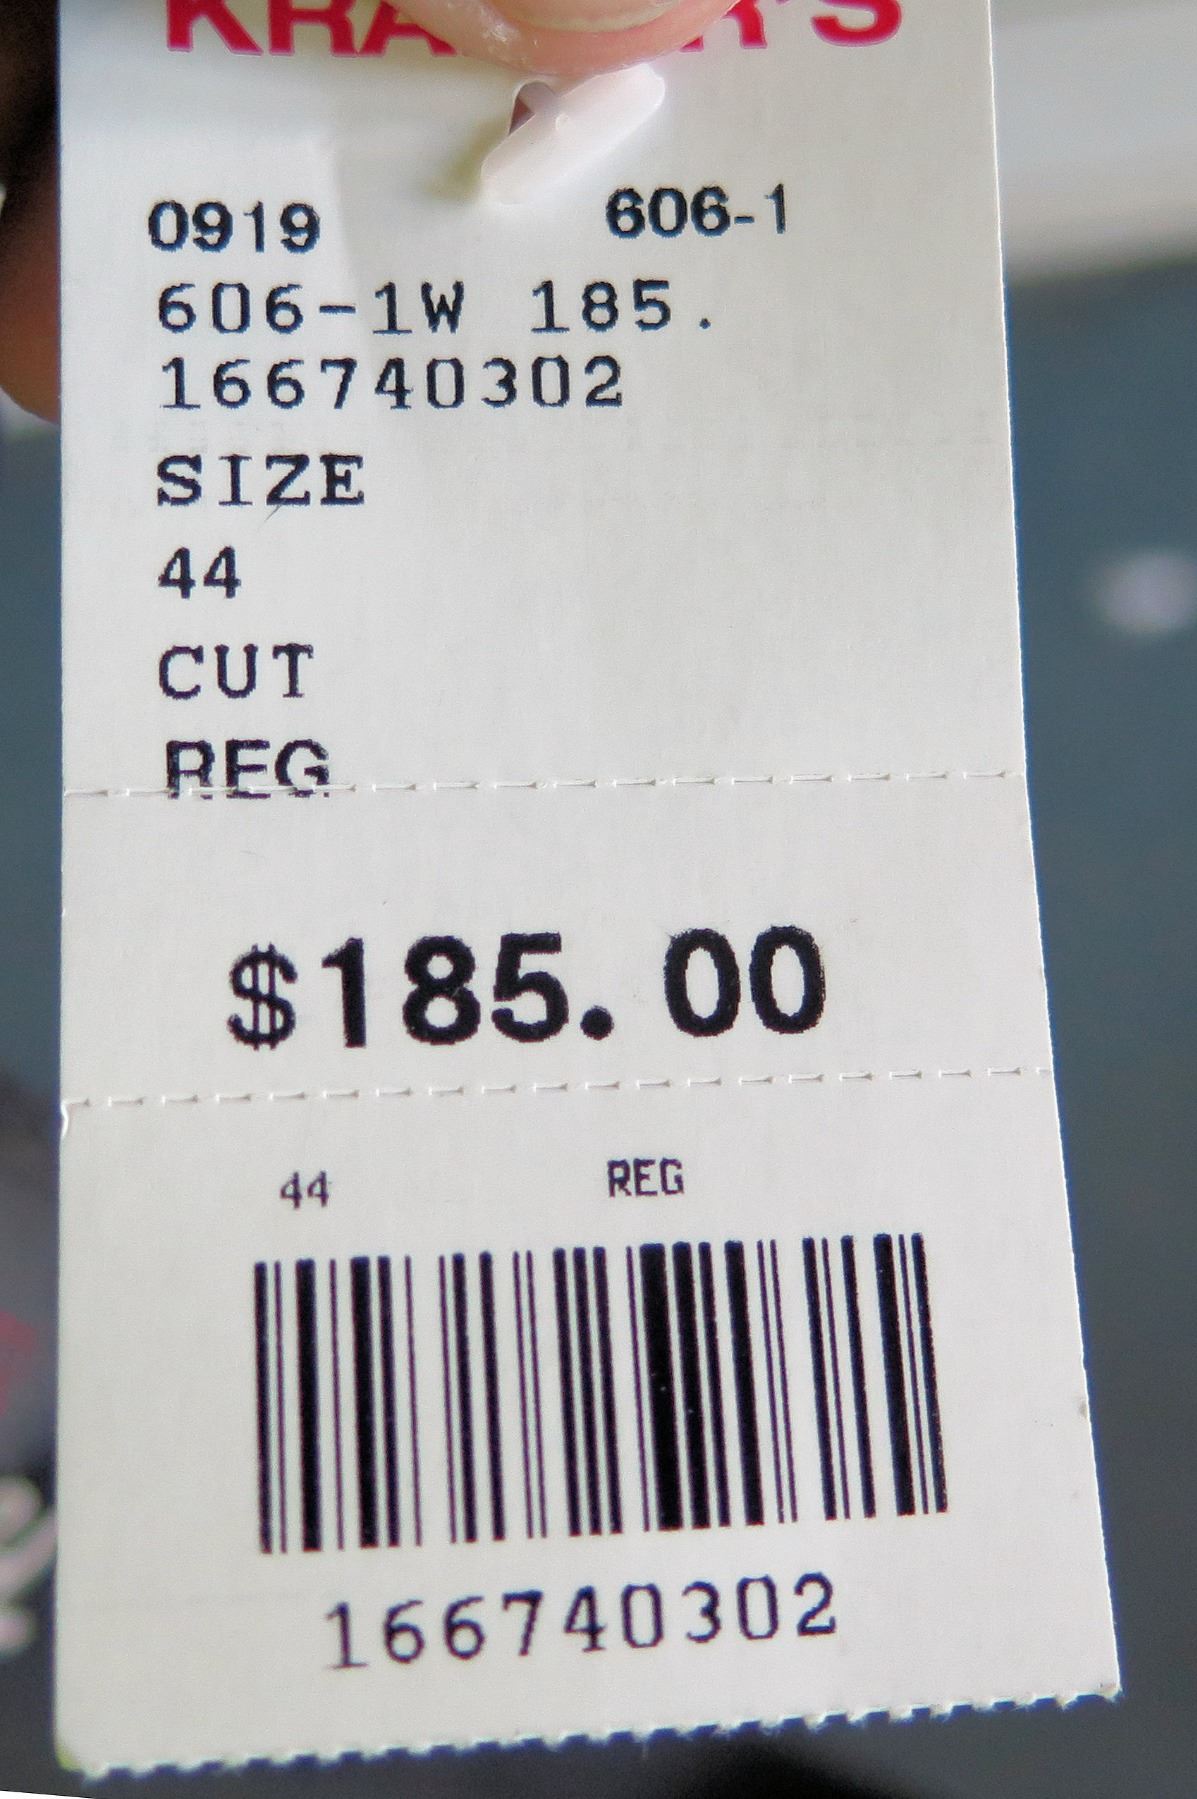 0919 606-1
606-1W 185.
166740302
SIZE
44
CUT
REG
$185.00
44 REG
166740302